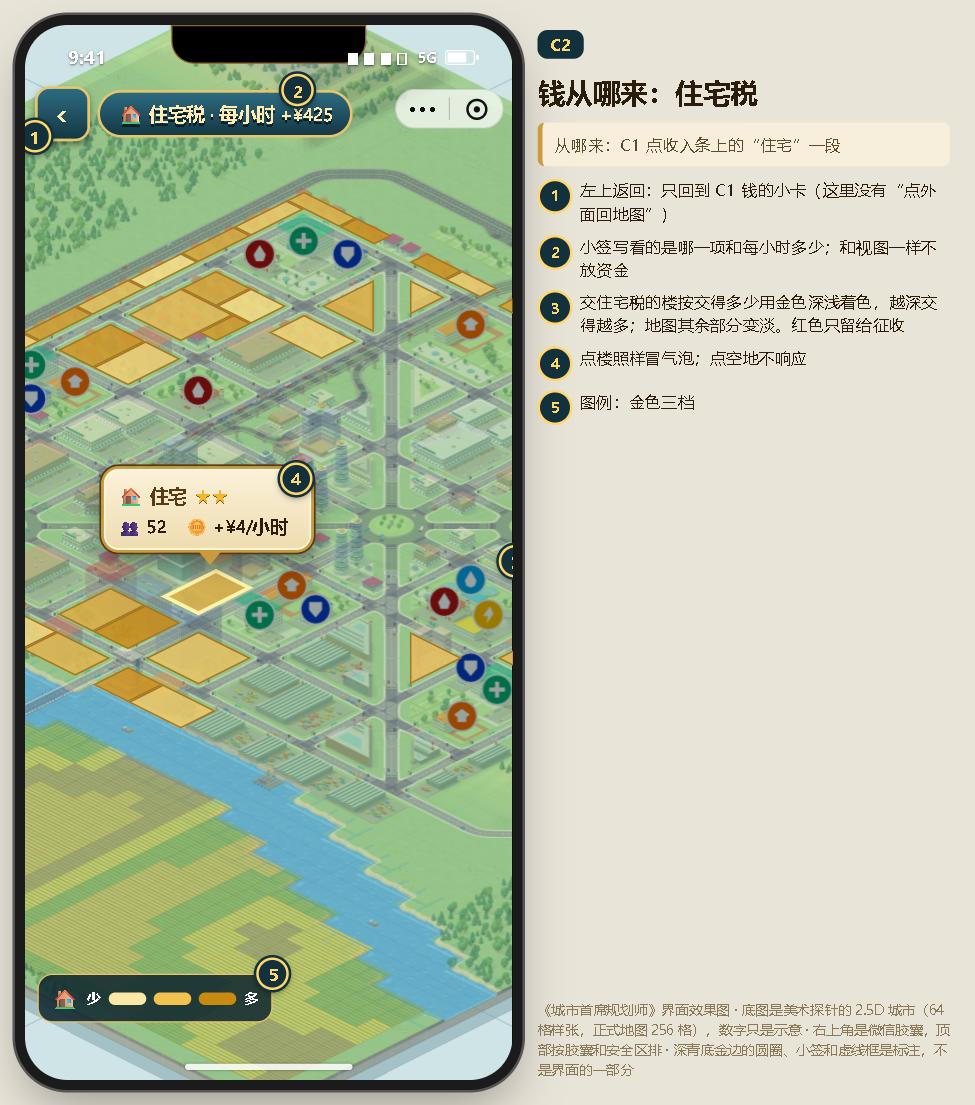 9:41
5G
住宅税 · 每小时 +¥425
2
1
住宅 ★★
4
52 +¥4/小时
少 多
5
C2
钱从哪来：住宅税
从哪来：C1 点收入条上的“住宅”一段
1 左上返回：只回到 C1 钱的小卡（这里没有“点外
面回地图”）
2 小签写看的是哪一项和每小时多少；和视图一样不
放资金
3 交住宅税的楼按交得多少用金色深浅着色，越深交
得越多；地图其余部分变淡。红色只留给征收
4 点楼照样冒气泡；点空地不响应
5 图例：金色三档
《城市首席规划师》界面效果图 · 底图是美术探针的 2.5D 城市（64
格样张，正式地图 256 格），数字只是示意 · 右上角是微信胶囊，顶
部按胶囊和安全区排 · 深青底金边的圆圈、小签和虚线框是标注，不
是界面的一部分